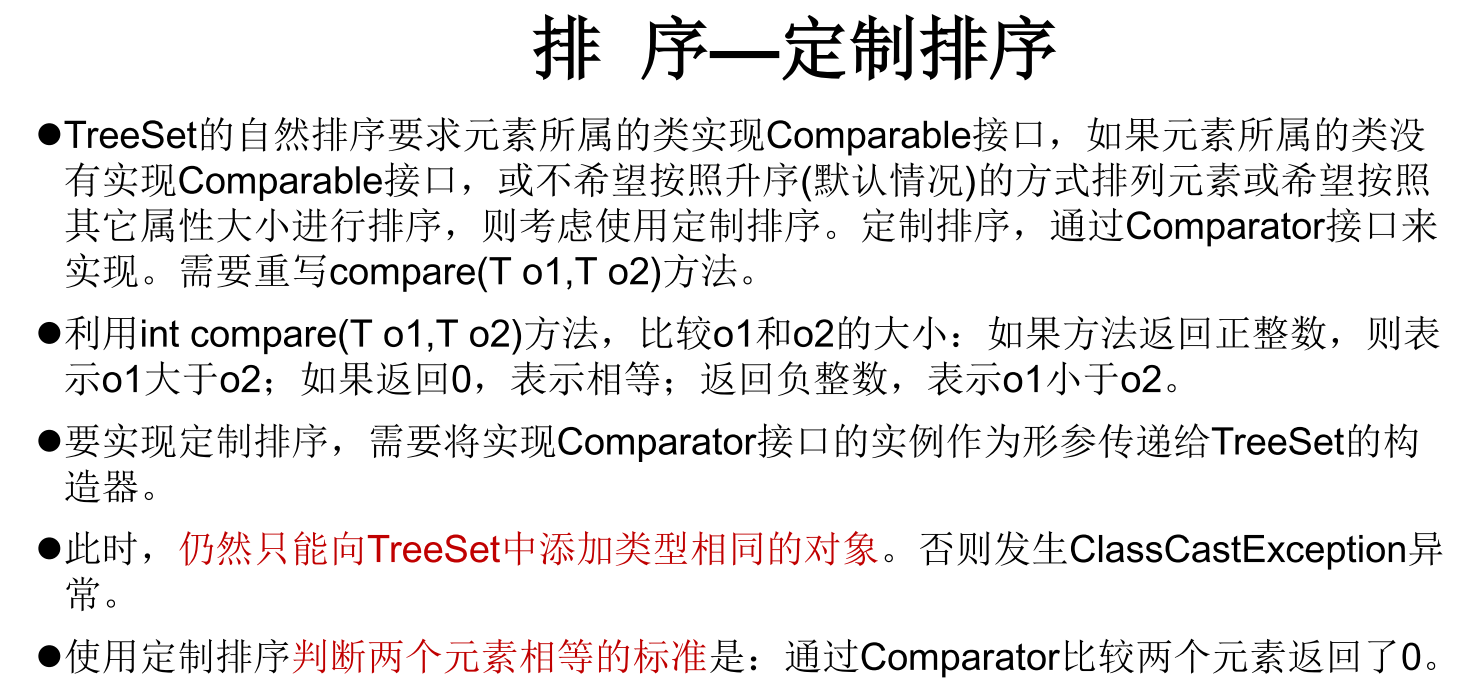 排 序—定制排序
●TreeSet的自然排序要求元素所属的类实现Comparable接口，如果元素所属的类没
有实现Comparable接口，或不希望按照升序(默认情况)的方式排列元素或希望按照
其它属性大小进行排序，则考虑使用定制排序。定制排序，通过Comparator接口来
实现。需要重写compare(T o1,T o2)方法。
●利用int compare(T o1,T o2)方法，比较o1和o2的大小：如果方法返回正整数，则表
示o1大于o2；如果返回0，表示相等；返回负整数，表示o1小于o2。
●要实现定制排序，需要将实现Comparator接口的实例作为形参传递给TreeSet的构
造器。
●此时，仍然只能向TreeSet中添加类型相同的对象。否则发生ClassCastException异
常。
●使用定制排序判断两个元素相等的标准是：通过Comparator比较两个元素返回了0。